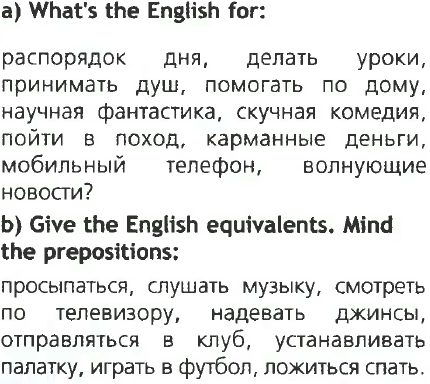 a) What's the English for:
распорядок дня, делать уроки,
принимать душ, помогать по дому,
научная фантастика, скучная комедия,
пойти в поход, карманные деньги,
мобильный телефон, волнующие
новости?
b) Give the English equivalents. Mind
the prepositions:
просыпаться, слушать музыку, смотреть
по телевизору, надевать джинсы,
отправляться в клуб, устанавливать
палатку, играть в футбол, ложиться спать.